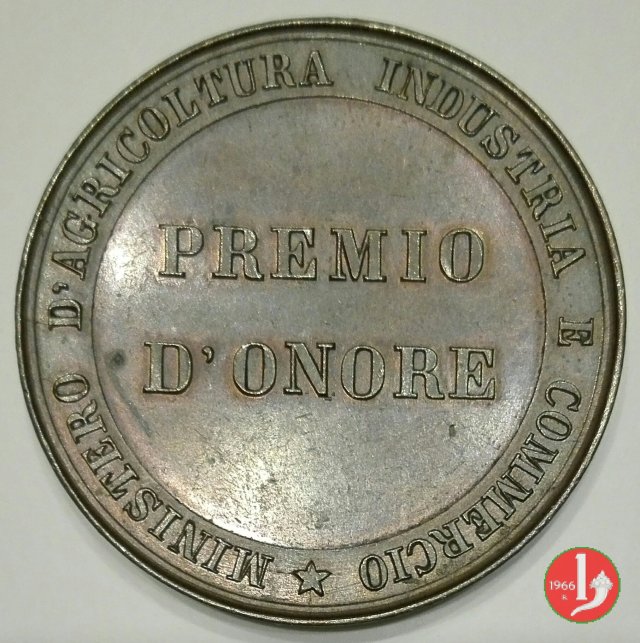 MINISTERO D'AGRICOLTURA INDUSTRIA E COMMERCIO
PREMIO
D'ONORE
1966